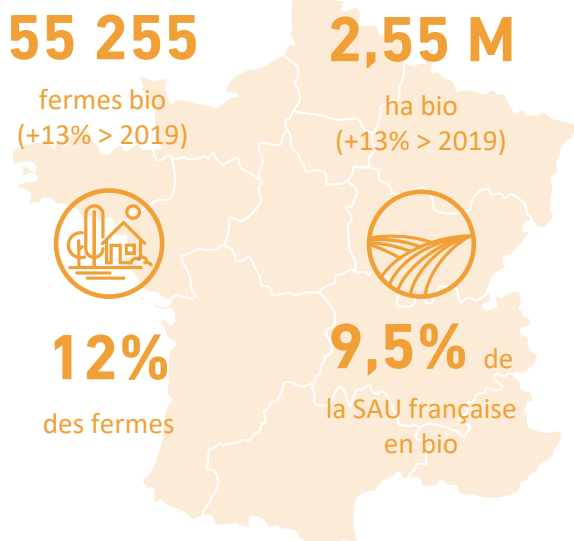 55 255
fermes bio
(+13% > 2019)
12%
des fermes
2,55 M
ha bio
(+13% > 2019)
9,5% de
la SAU française
en bio